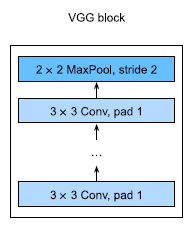 VGG block
2 × 2 MaxPool, stride 2
3 × 3 Conv, pad 1
...
3 × 3 Conv, pad 1